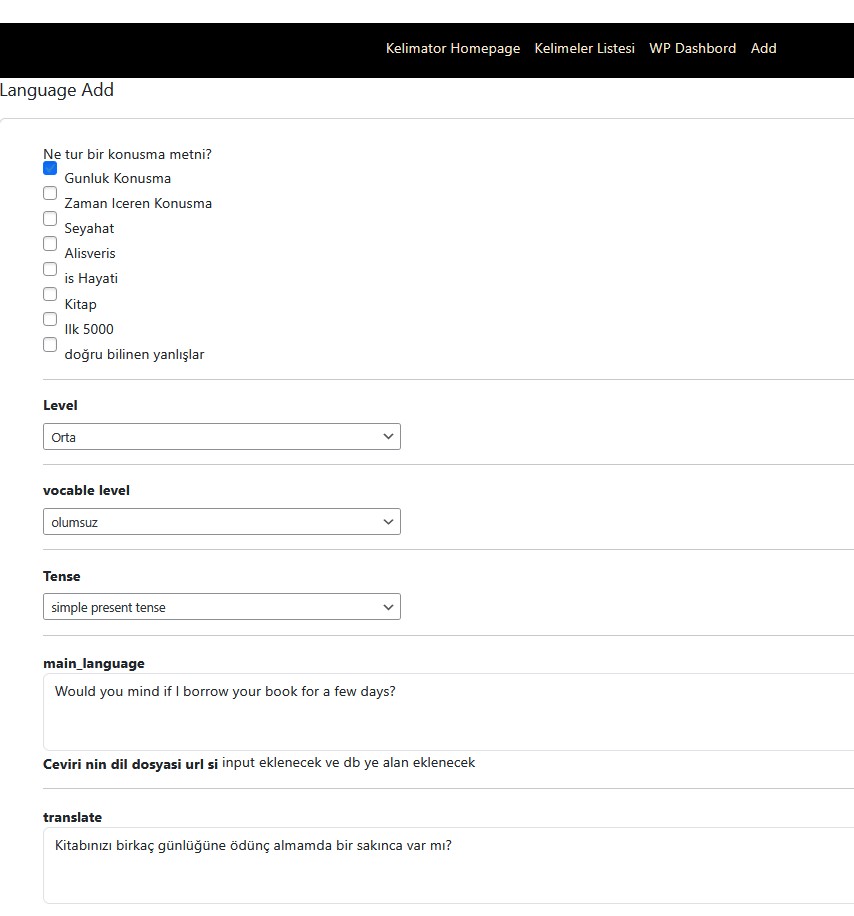 Kelimator Homepage Kelimeler Listesi WP Dashbord Add
Language Add
Ne tur bir konusma metni?
Gunluk Konusma
Zaman Iceren Konusma
Seyahat
Alisveris
is Hayati
Kitap
Ilk 5000
doğru bilinen yanlışlar
Level
Orta
vocable level
olumsuz
Tense
simple present tense
main_language
Would you mind if I borrow your book for a few days?
Ceviri nin dil dosyasi url si input eklenecek ve db ye alan eklenecek
translate
Kitabınızı birkaç günlüğüne ödünç almamda bir sakınca var mı?